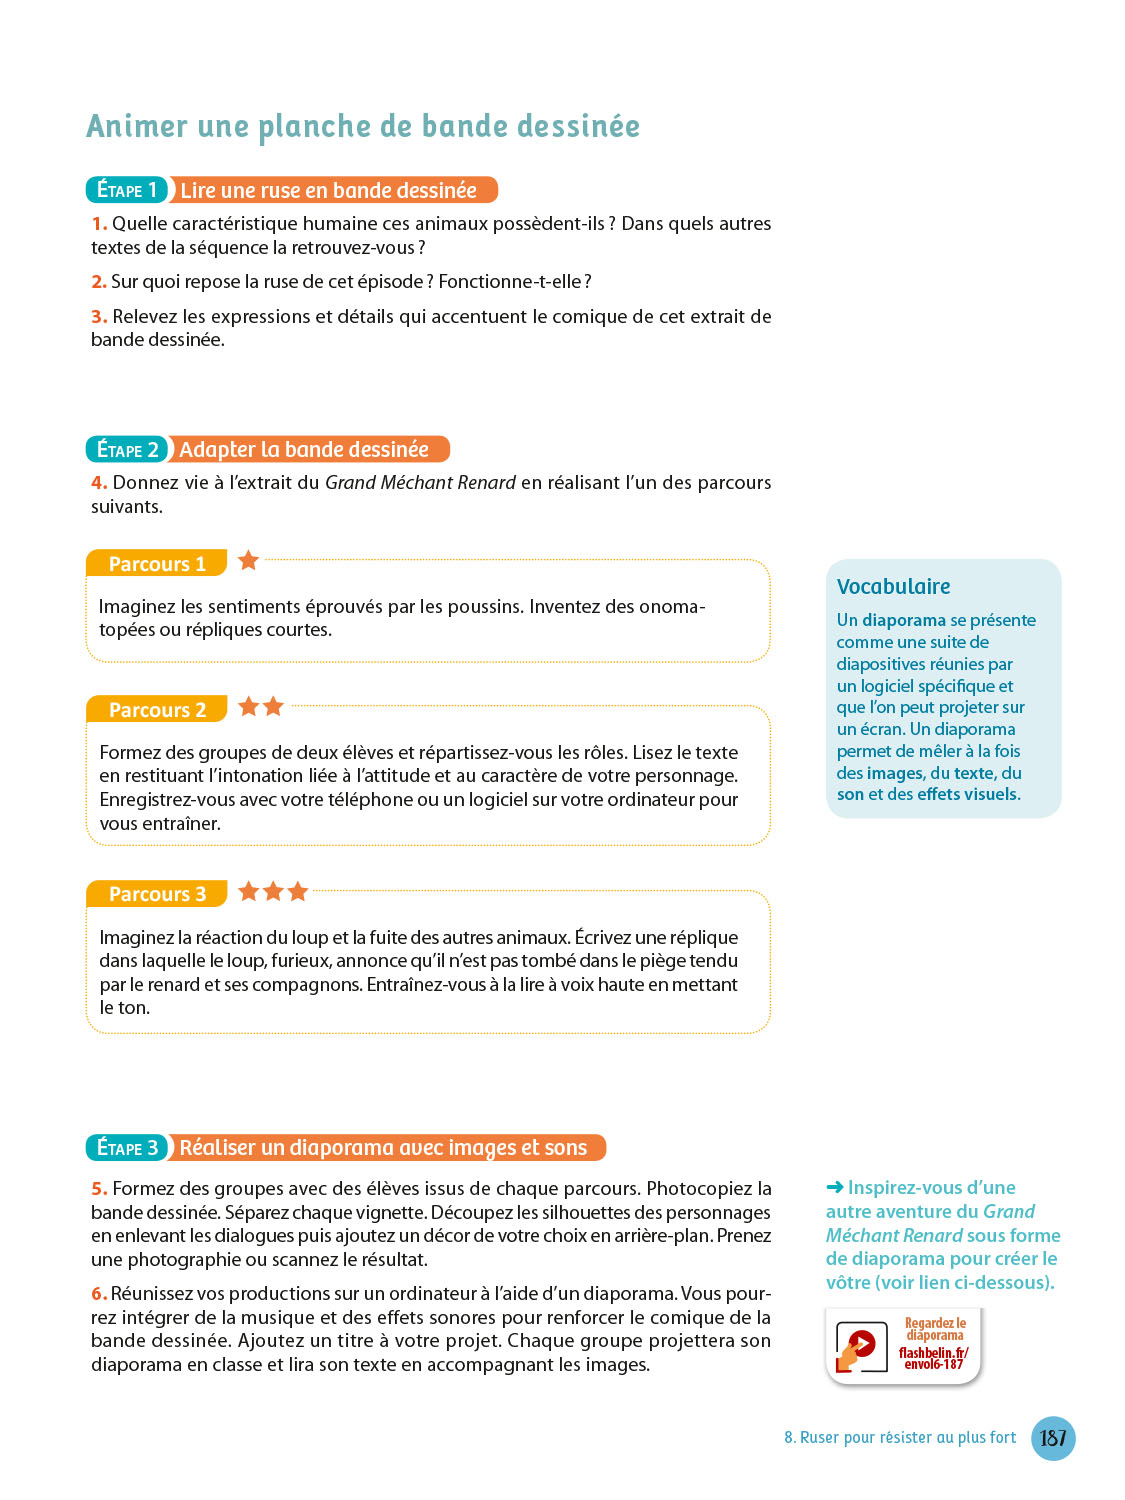 Animer une planche de bande dessinée
ÉTAPE 1 Lire une ruse en bande dessinée
1. Quelle caractéristique humaine ces animaux possèdent-ils ? Dans quels autres
textes de la séquence la retrouvez-vous ?
2. Sur quoi repose la ruse de cet épisode ? Fonctionne-t-elle ?
3. Relevez les expressions et détails qui accentuent le comique de cet extrait de
bande dessinée.
ÉTAPE 2 Adapter la bande dessinée
4. Donnez vie à l’extrait du Grand Méchant Renard en réalisant l’un des parcours
suivants.
Parcours 1
Imaginez les sentiments éprouvés par les poussins. Inventez des onoma-
topées ou répliques courtes.
Parcours 2
Formez des groupes de deux élèves et répartissez-vous les rôles. Lisez le texte
en restituant l’intonation liée à l’attitude et au caractère de votre personnage.
Enregistrez-vous avec votre téléphone ou un logiciel sur votre ordinateur pour
vous entraîner.
Parcours 3
Imaginez la réaction du loup et la fuite des autres animaux. Écrivez une réplique
dans laquelle le loup, furieux, annonce qu’il n’est pas tombé dans le piège tendu
par le renard et ses compagnons. Entraînez-vous à la lire à voix haute en mettant
le ton.
Vocabulaire
Un diaporama se présente
comme une suite de
diapositives réunies par
un logiciel spécifique et
que l’on peut projeter sur
un écran. Un diaporama
permet de mêler à la fois
des images, du texte, du
son et des effets visuels.
ÉTAPE 3 Réaliser un diaporama avec images et sons
5. Formez des groupes avec des élèves issus de chaque parcours. Photocopiez la
bande dessinée. Séparez chaque vignette. Découpez les silhouettes des personnages
en enlevant les dialogues puis ajoutez un décor de votre choix en arrière-plan. Prenez
une photographie ou scannez le résultat.
6. Réunissez vos productions sur un ordinateur à l’aide d’un diaporama. Vous pour-
rez intégrer de la musique et des effets sonores pour renforcer le comique de la
bande dessinée. Ajoutez un titre à votre projet. Chaque groupe projettera son
diaporama en classe et lira son texte en accompagnant les images.
➜ Inspirez-vous d’une
autre aventure du Grand
Méchant Renard sous forme
de diaporama pour créer le
vôtre (voir lien ci-dessous).
Regardez le
diaporama
flashbelin.fr/
envol6-187
8. Ruser pour résister au plus fort 187